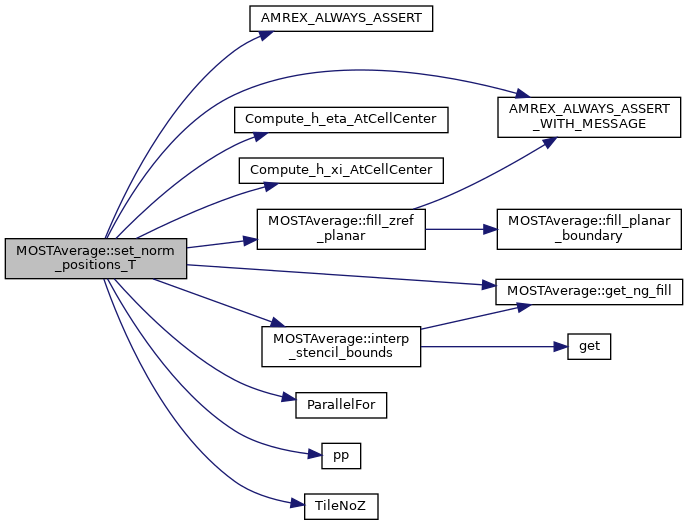 AMREX_ALWAYS_ASSERT
AMREX_ALWAYS_ASSERT
_WITH_MESSAGE
Compute_h_eta_AtCellCenter
Compute_h_xi_AtCellCenter
MOSTAverage::fill_zref
_planar
MOSTAverage::fill_planar
_boundary
MOSTAverage::set_norm
_positions_T
MOSTAverage::get_ng_fill
MOSTAverage::interp
_stencil_bounds
get
ParallelFor
pp
TileNoZ